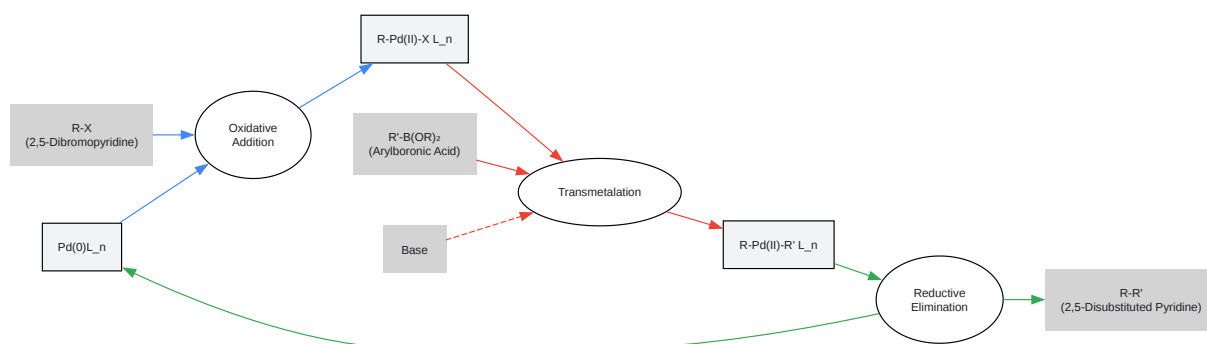 R-Pd(II)-X L_n
R-X
(2,5-Dibromopyridine)
Oxidative
Addition
R'-B(OR)₂
(Arylboronic Acid)
Transmetalation
Pd(0)L_n
Base
R-Pd(II)-R' L_n
Reductive
Elimination
R-R'
(2,5-Disubstituted Pyridine)